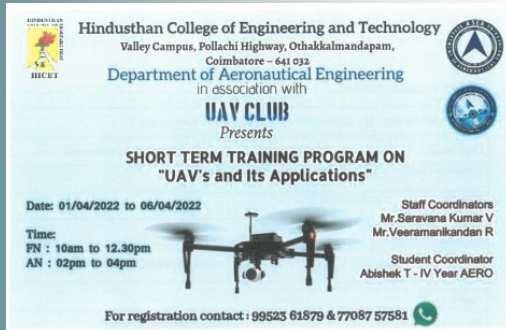 HINDUSTHAN
HICET
Hindusthan College of Engineering and Technology
Valley Campus, Pollachi Highway, Othakkalmandapam,
Coimbatore – 641 032
Department of Aeronautical Engineering
in association with
UAV CLUB
Presents
SHORT TERM TRAINING PROGRAM ON
"UAV's and Its Applications"
Date: 01/04/2022 to 06/04/2022
Time:
FN : 10am to 12.30pm
AN : 02pm to 04pm
Staff Coordinators
Mr.Saravana Kumar V
Mr.Veeramanikandan R
Student Coordinator
Abishek T - IV Year AERO
For registration contact : 99523 61879 & 77087 57581